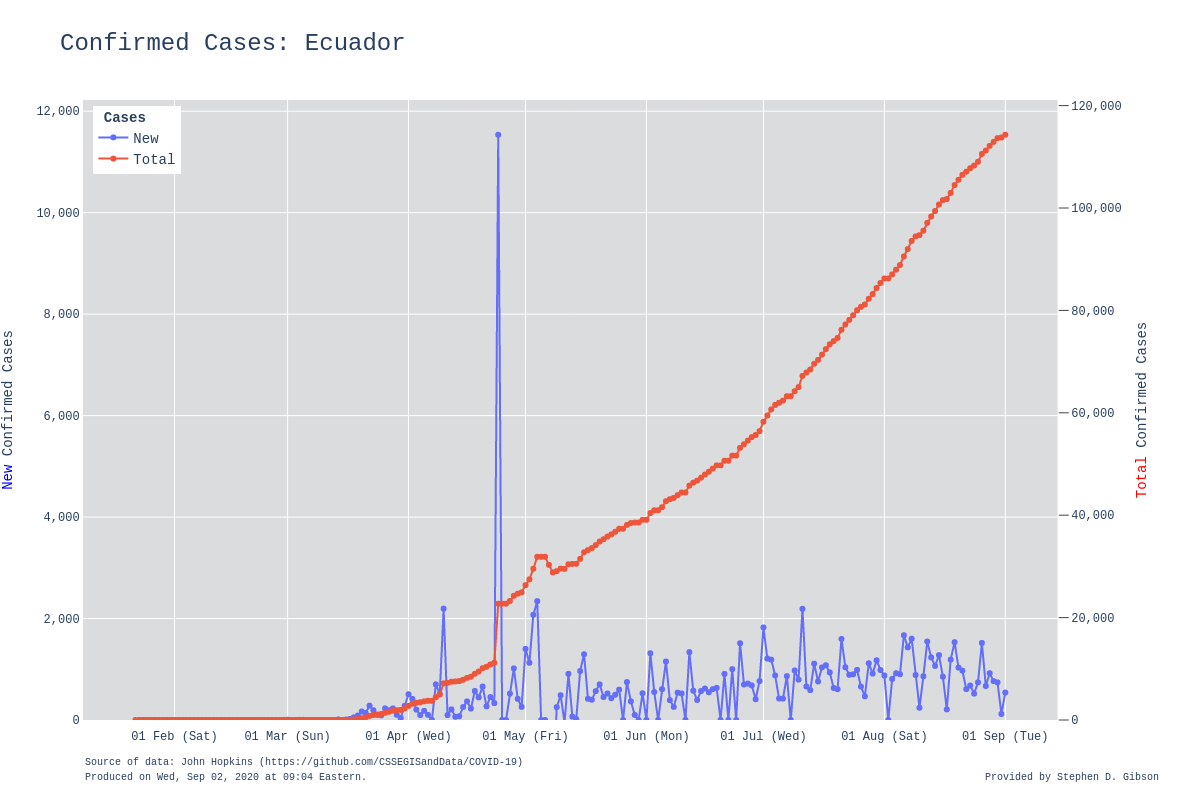 Confirmed Cases: Ecuador
Cases
New
Total
12,000
10,000
8,000
6,000
4,000
2,000
0
120,000
100,000
80,000
60,000
40,000
20,000
0
New Confirmed Cases
Total Confirmed Cases
01 Feb (Sat) 01 Mar (Sun) 01 Apr (Wed) 01 May (Fri) 01 Jun (Mon) 01 Jul (Wed) 01 Aug (Sat) 01 Sep (Tue)
Source of data: John Hopkins (https://github.com/CSSEGISandData/COVID-19)
Produced on Wed, Sep 02, 2020 at 09:04 Eastern.
Provided by Stephen D. Gibson